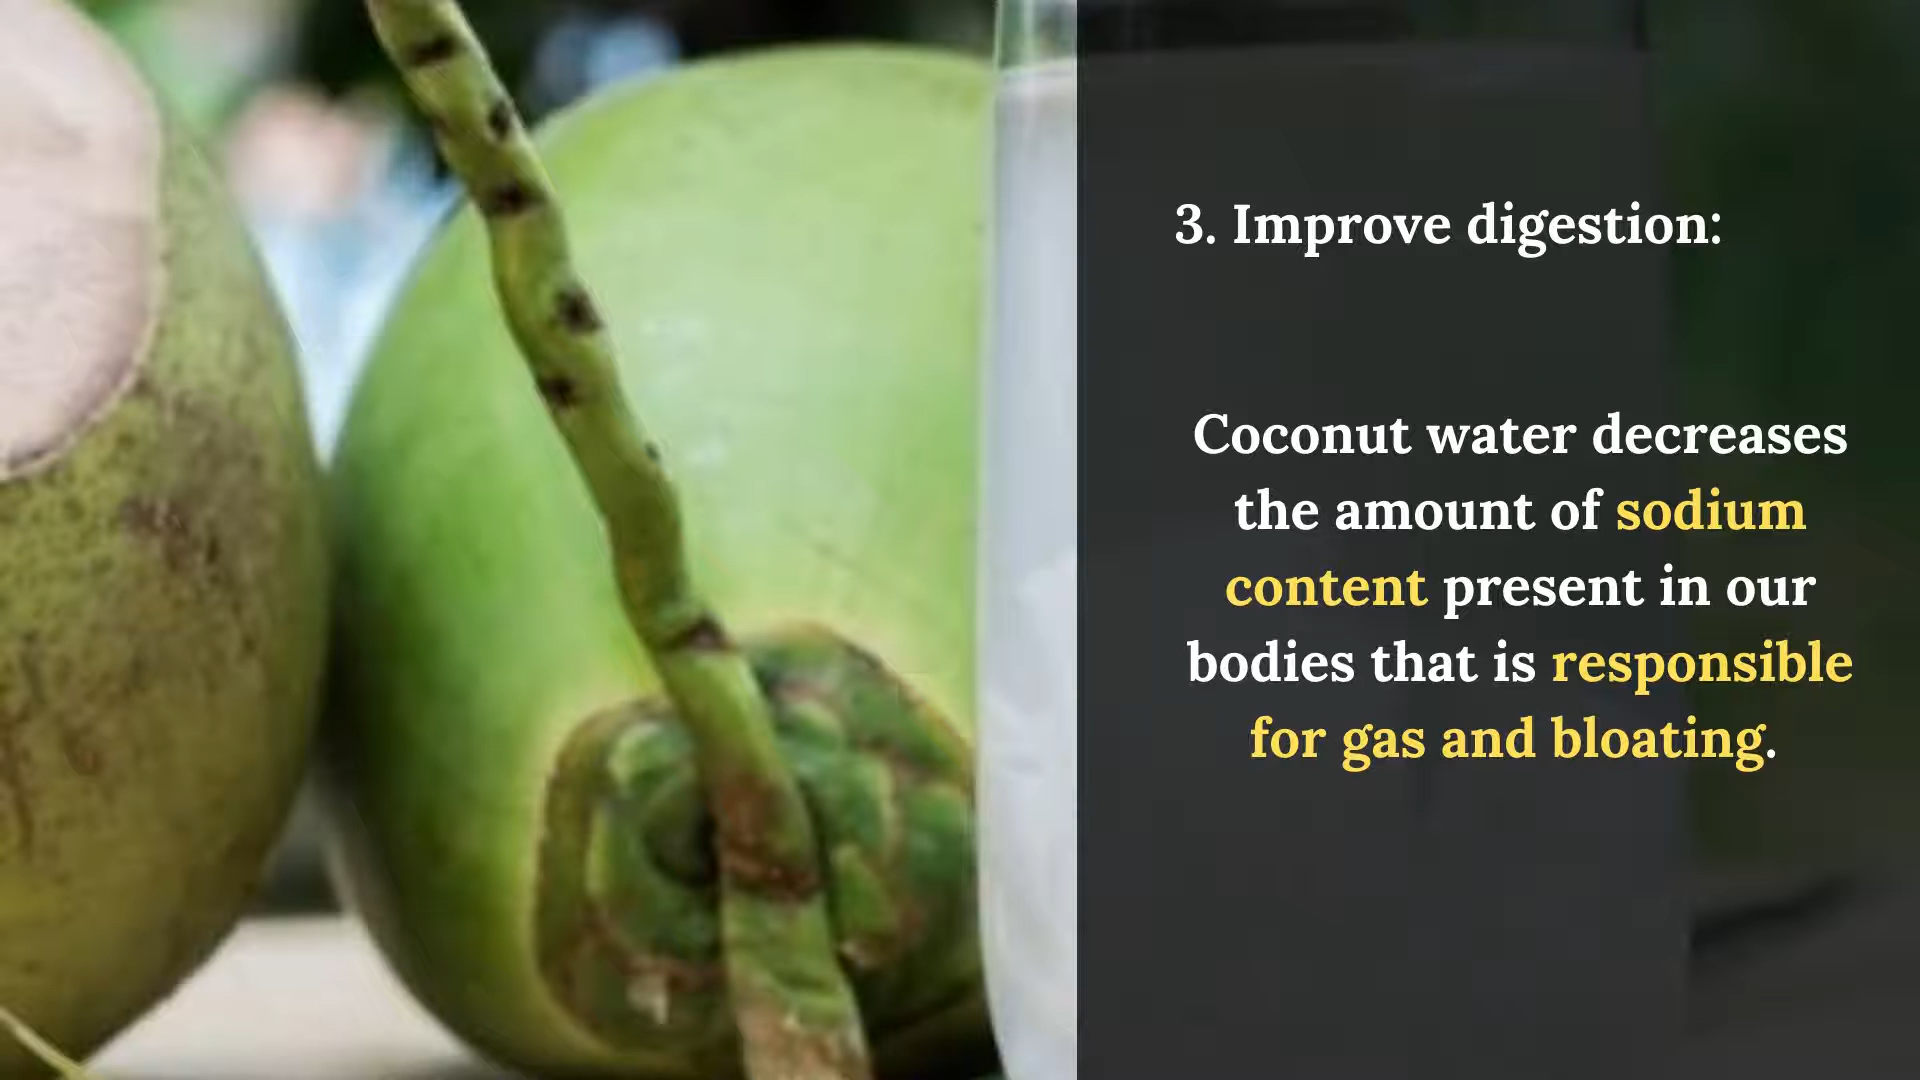 3. Improve digestion:
Coconut water decreases
the amount of sodium
content present in our
bodies that is responsible
for gas and bloating.